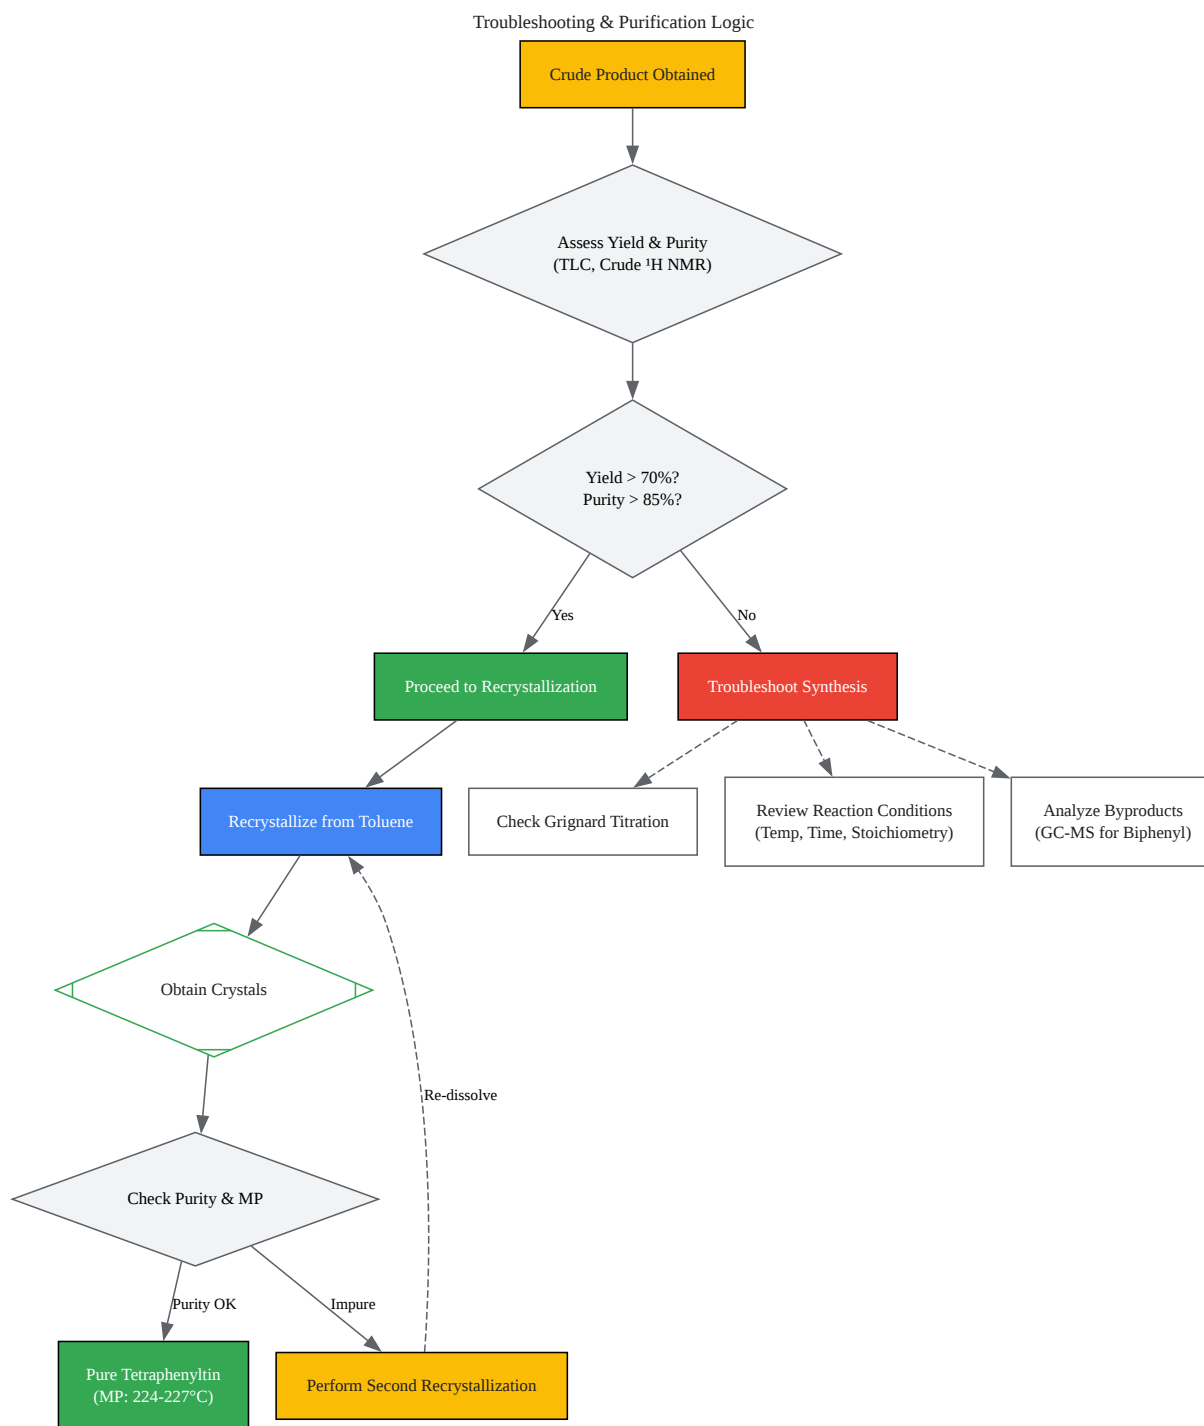 Troubleshooting & Purification Logic
Crude Product Obtained
Assess Yield & Purity
(TLC, Crude ¹H NMR)
Yield > 70%?
Purity > 85%?
Yes
No
Proceed to Recrystallization
Troubleshoot Synthesis
Recrystallize from Toluene
Check Grignard Titration
Review Reaction Conditions
(Temp, Time, Stoichiometry)
Analyze Byproducts
(GC-MS for Biphenyl)
Obtain Crystals
Re-dissolve
Check Purity & MP
Purity OK
Impure
Pure Tetraphenyltin
(MP: 224-227°C)
Perform Second Recrystallization